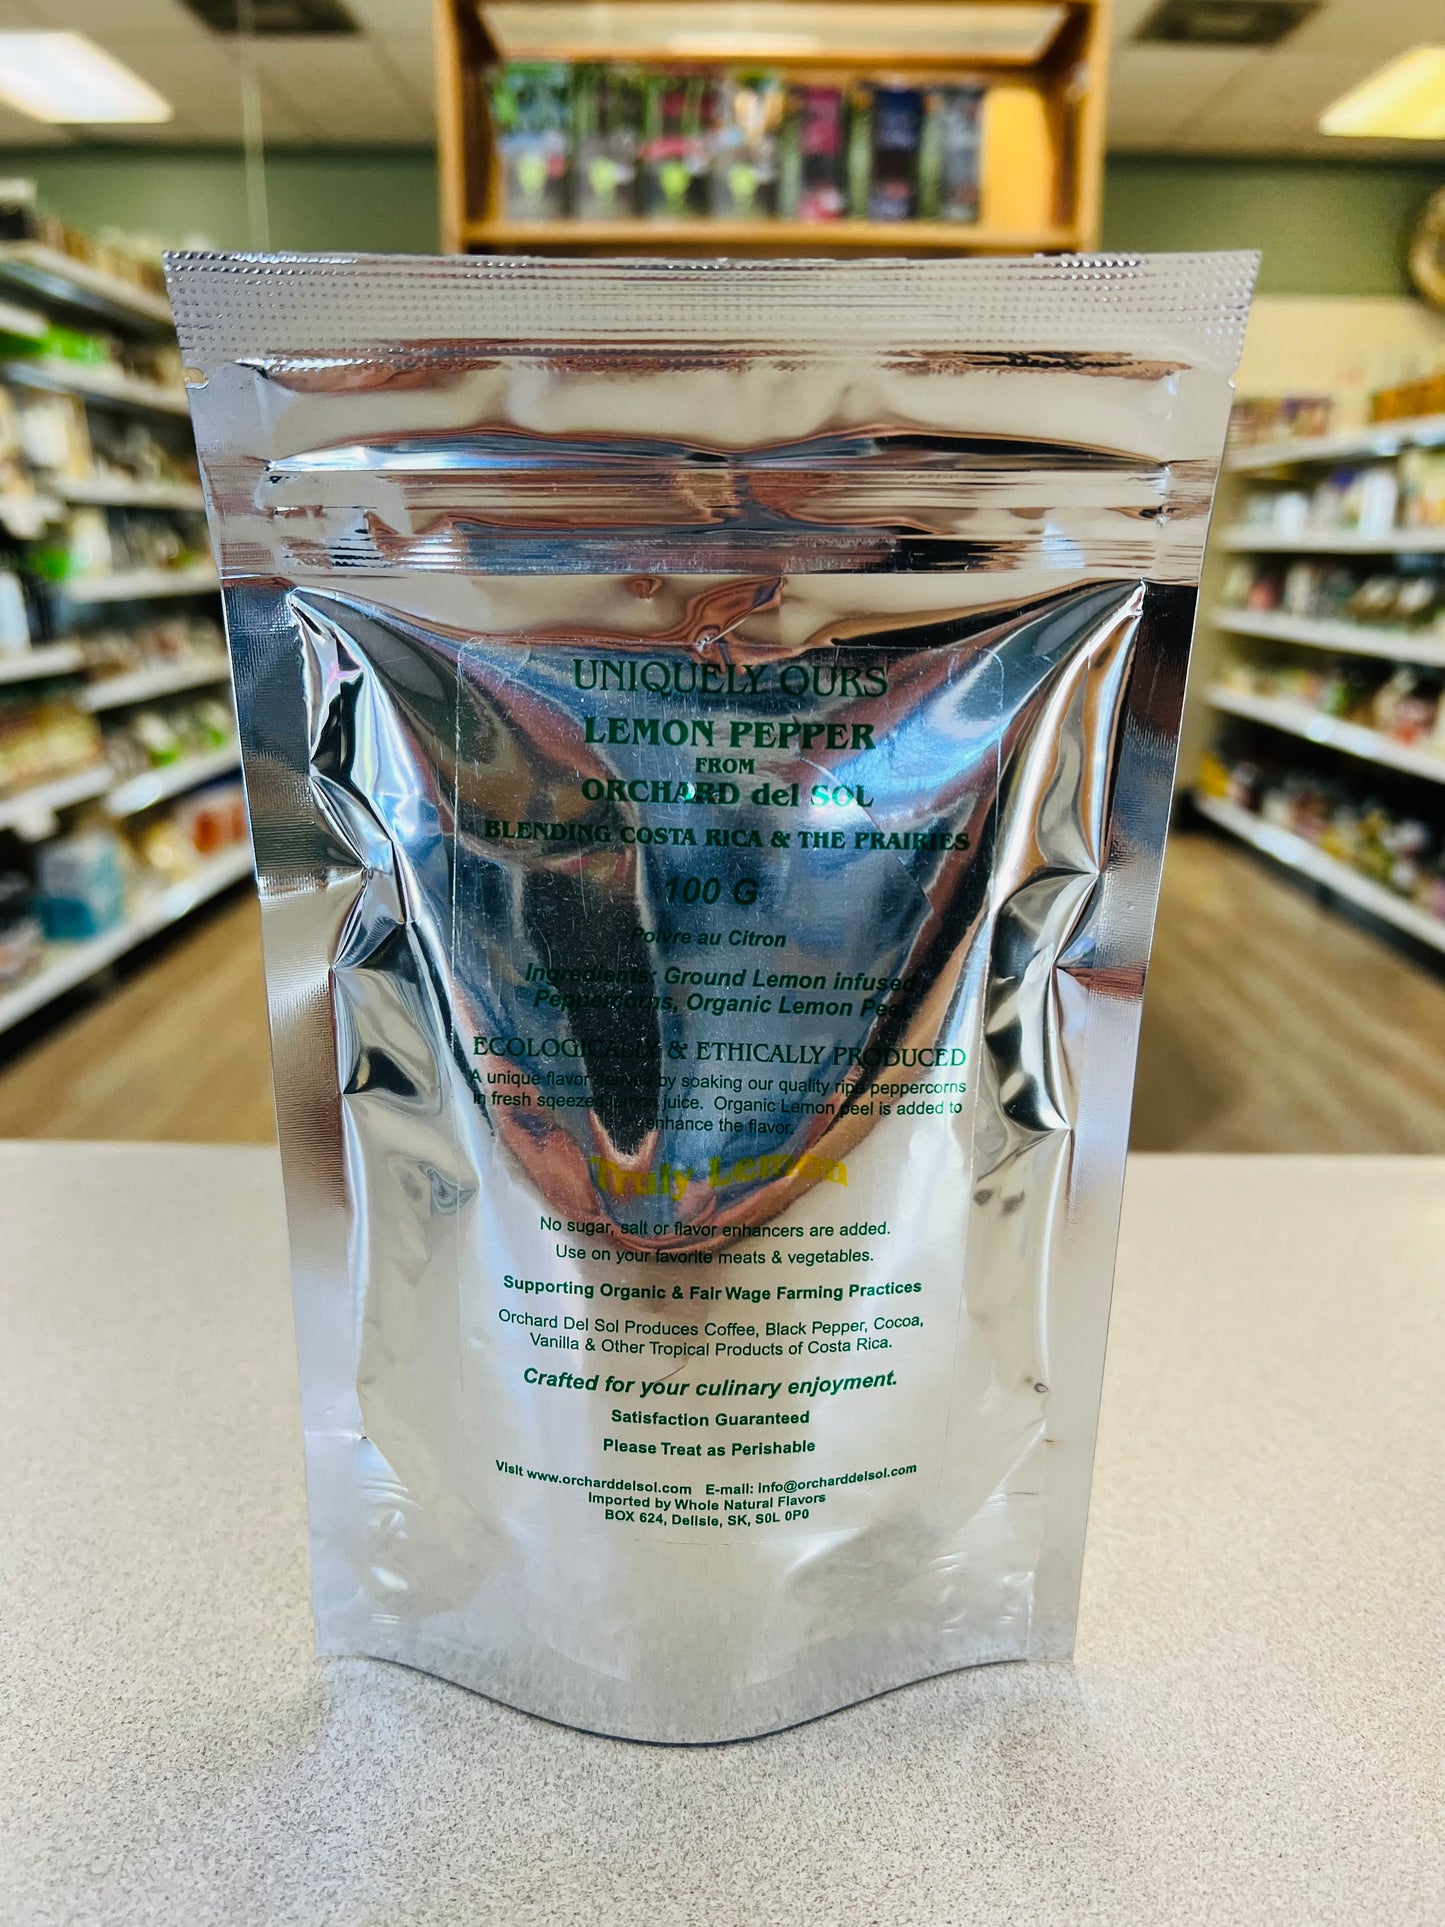 UNIQUELY OURS
LEMON PEPPER
FROM
ORCHARD del SOL
BLENDING COSTA RICA & THE PRAIRIES
100 G
Poivre au Citron
Ingredients: Ground Lemon infused
Peppercorns, Organic Lemon Peel,
ECOLOGICALLY & ETHICALLY PRODUCED
A unique flavor derived by soaking our quality ripe peppercorns
in fresh sqeezed lemon juice. Organic Lemon peel is added to
enhance the flavor.
Truly Lemon
No sugar, salt or flavor enhancers are added.
Use on your favorite meats & vegetables.
Supporting Organic & Fair Wage Farming Practices
Orchard Del Sol Produces Coffee, Black Pepper, Cocoa,
Vanilla & Other Tropical Products of Costa Rica.
Crafted for your culinary enjoyment.
Satisfaction Guaranteed
Please Treat as Perishable
Visit www.orcharddelsol.com E-mail: info@orcharddelsol.com
Imported by Whole Natural Flavors
BOX 624, Delisle, SK, S0L 0P0